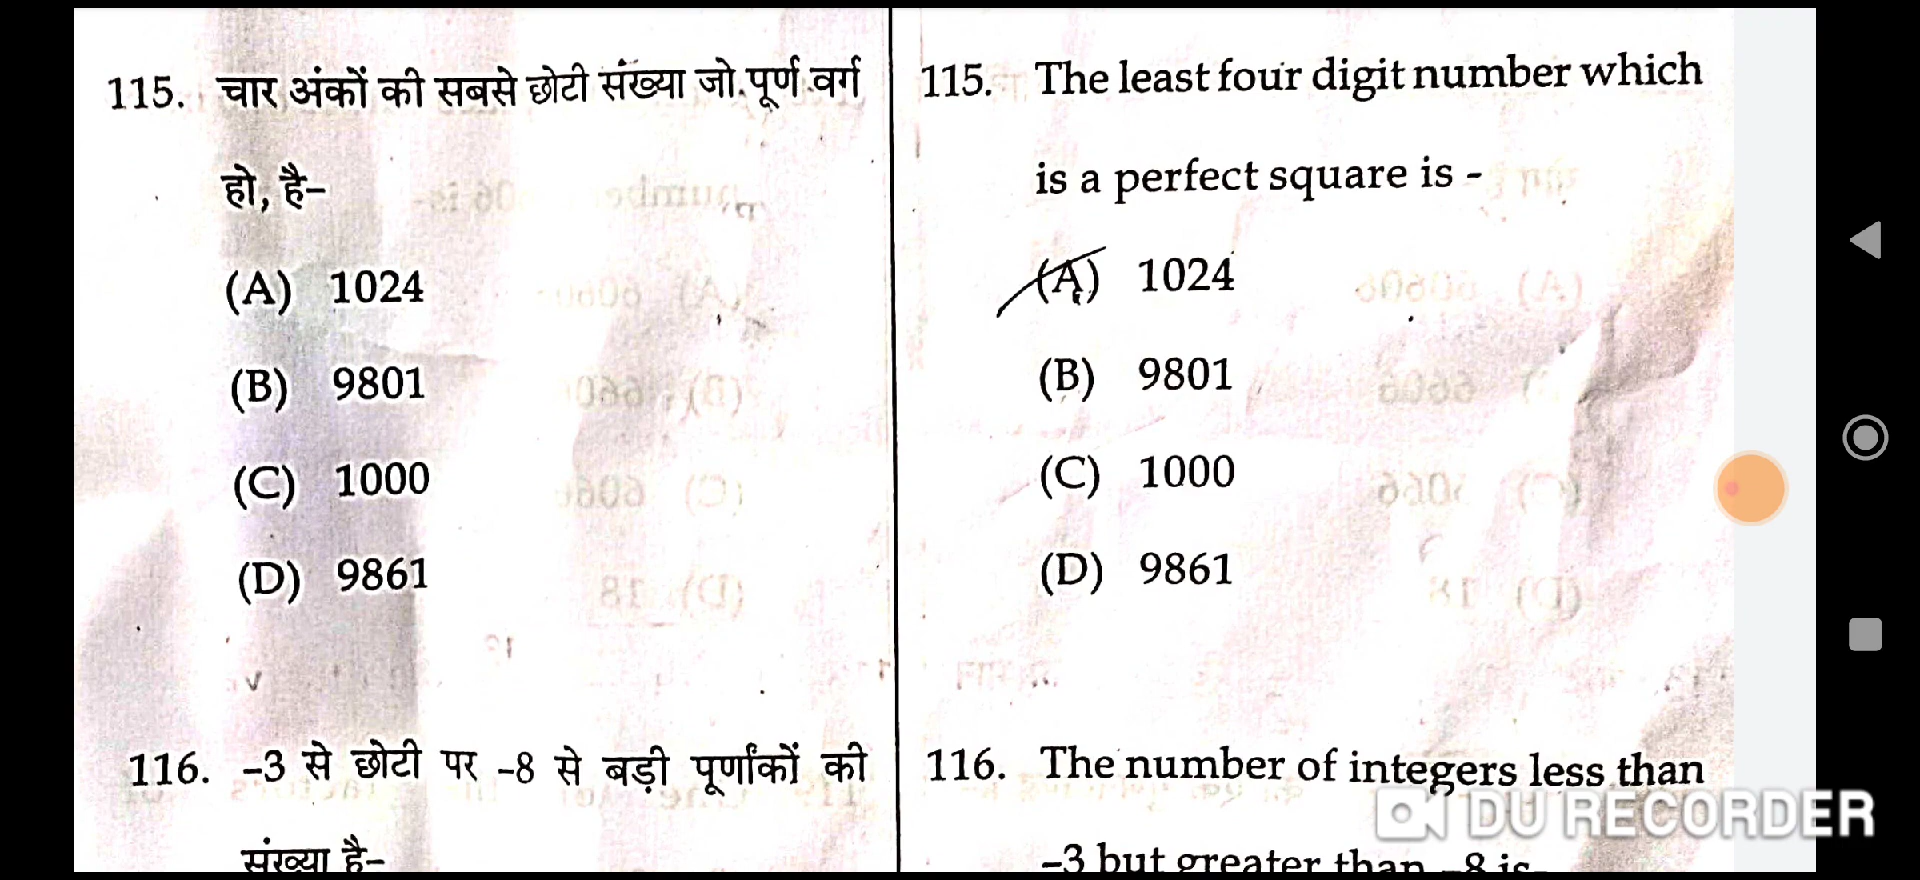 115. चार अंकों की सबसे छोटी संख्या जो पूर्ण वर्ग
हो, है–
(A) 1024
(B) 9801
(C) 1000
(D) 9861
116. –3 से छोटी पर –8 से बड़ी पूर्णांकों की
संख्या है–
115. The least four digit number which
is a perfect square is -
(A) 1024
(B) 9801
(C) 1000
(D) 9861
116. The number of integers less than
–3 but greater than –8 is
DU RECORDER